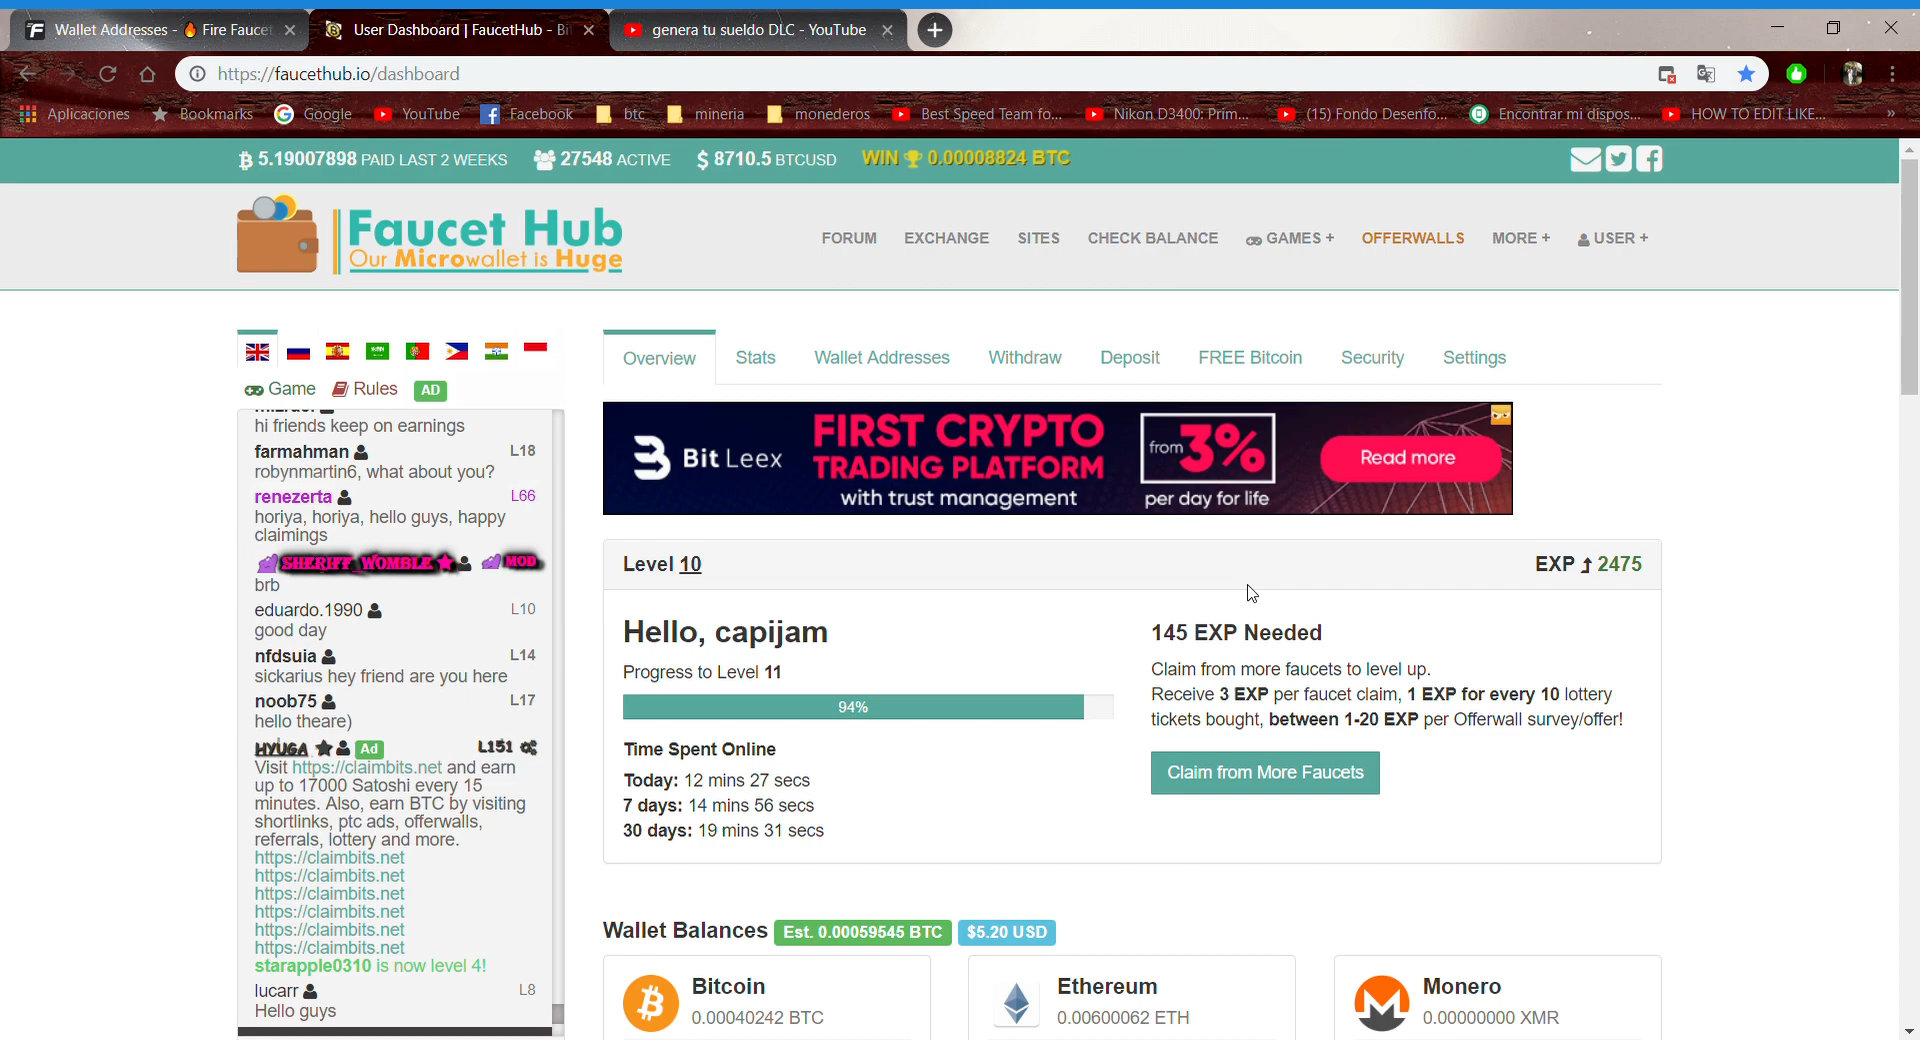 Wallet Addresses - 🔥 Fire Faucet
User Dashboard | FaucetHub - Bi
genera tu sueldo DLC - YouTube
https://faucethub.io/dashboard
Aplicaciones
Bookmarks
Google
YouTube
Facebook
btc
mineria
monederos
Best Speed Team fo...
Nikon D3400: Prim...
(15) Fondo Desenfo...
Encontrar mi dispos...
HOW TO EDIT LIKE...
5.19007898 PAID LAST 2 WEEKS
27548 ACTIVE
$ 8710.5 BTCUSD
WIN 🏆 0.00008824 BTC
Faucet Hub
Our Microwallet is Huge
FORUM
EXCHANGE
SITES
CHECK BALANCE
GAMES +
OFFERWALLS
MORE +
USER +
Game
Rules
AD
hi friends keep on earnings
farmahman L18
robynmartin6, what about you?
renezerta L66
horiya, horiya, hello guys, happy
claimings
SHERIFF_WOMBLE MOD
brb
eduardo.1990 L10
good day
nfdsuia L14
sickarius hey friend are you here
noob75 L17
hello theare)
HYUGA Ad L151
Visit https://claimbits.net and earn
up to 17000 Satoshi every 15
minutes. Also, earn BTC by visiting
shortlinks, ptc ads, offerwalls,
referrals, lottery and more.
https://claimbits.net
https://claimbits.net
https://claimbits.net
https://claimbits.net
https://claimbits.net
https://claimbits.net
starapple0310 is now level 4!
lucarr L8
Hello guys
Overview
Stats
Wallet Addresses
Withdraw
Deposit
FREE Bitcoin
Security
Settings
BitLeex
FIRST CRYPTO
TRADING PLATFORM
with trust management
from 3%
per day for life
Read more
Level 10
EXP 2475
Hello, capijam
Progress to Level 11
94%
Time Spent Online
Today: 12 mins 27 secs
7 days: 14 mins 56 secs
30 days: 19 mins 31 secs
145 EXP Needed
Claim from more faucets to level up.
Receive 3 EXP per faucet claim, 1 EXP for every 10 lottery
tickets bought, between 1-20 EXP per Offerwall survey/offer!
Claim from More Faucets
Wallet Balances Est. 0.00059545 BTC $5.20 USD
Bitcoin
0.00040242 BTC
Ethereum
0.00600062 ETH
Monero
0.00000000 XMR